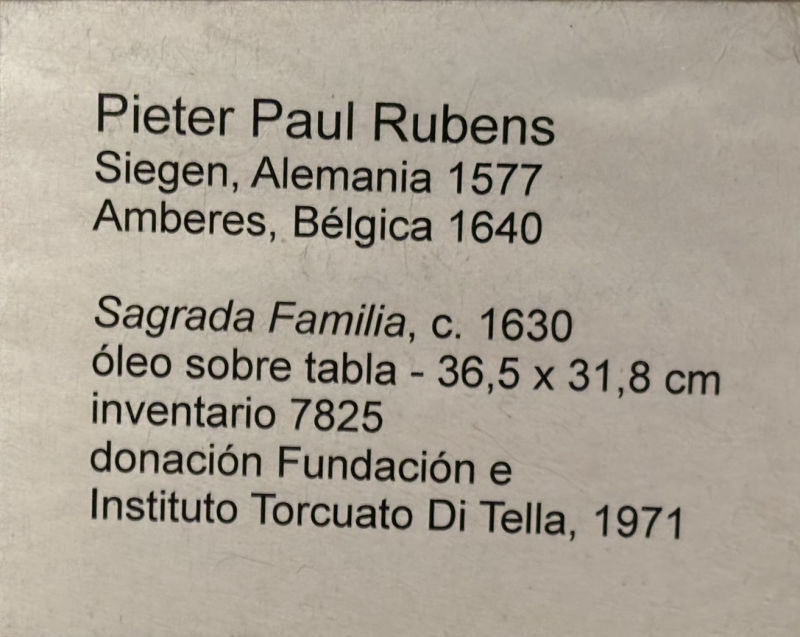 Pieter Paul Rubens
Siegen, Alemania 1577
Amberes, Bélgica 1640
Sagrada Familia, c. 1630
óleo sobre tabla - 36,5 x 31,8 cm
inventario 7825
donación Fundación e
Instituto Torcuato Di Tella, 1971